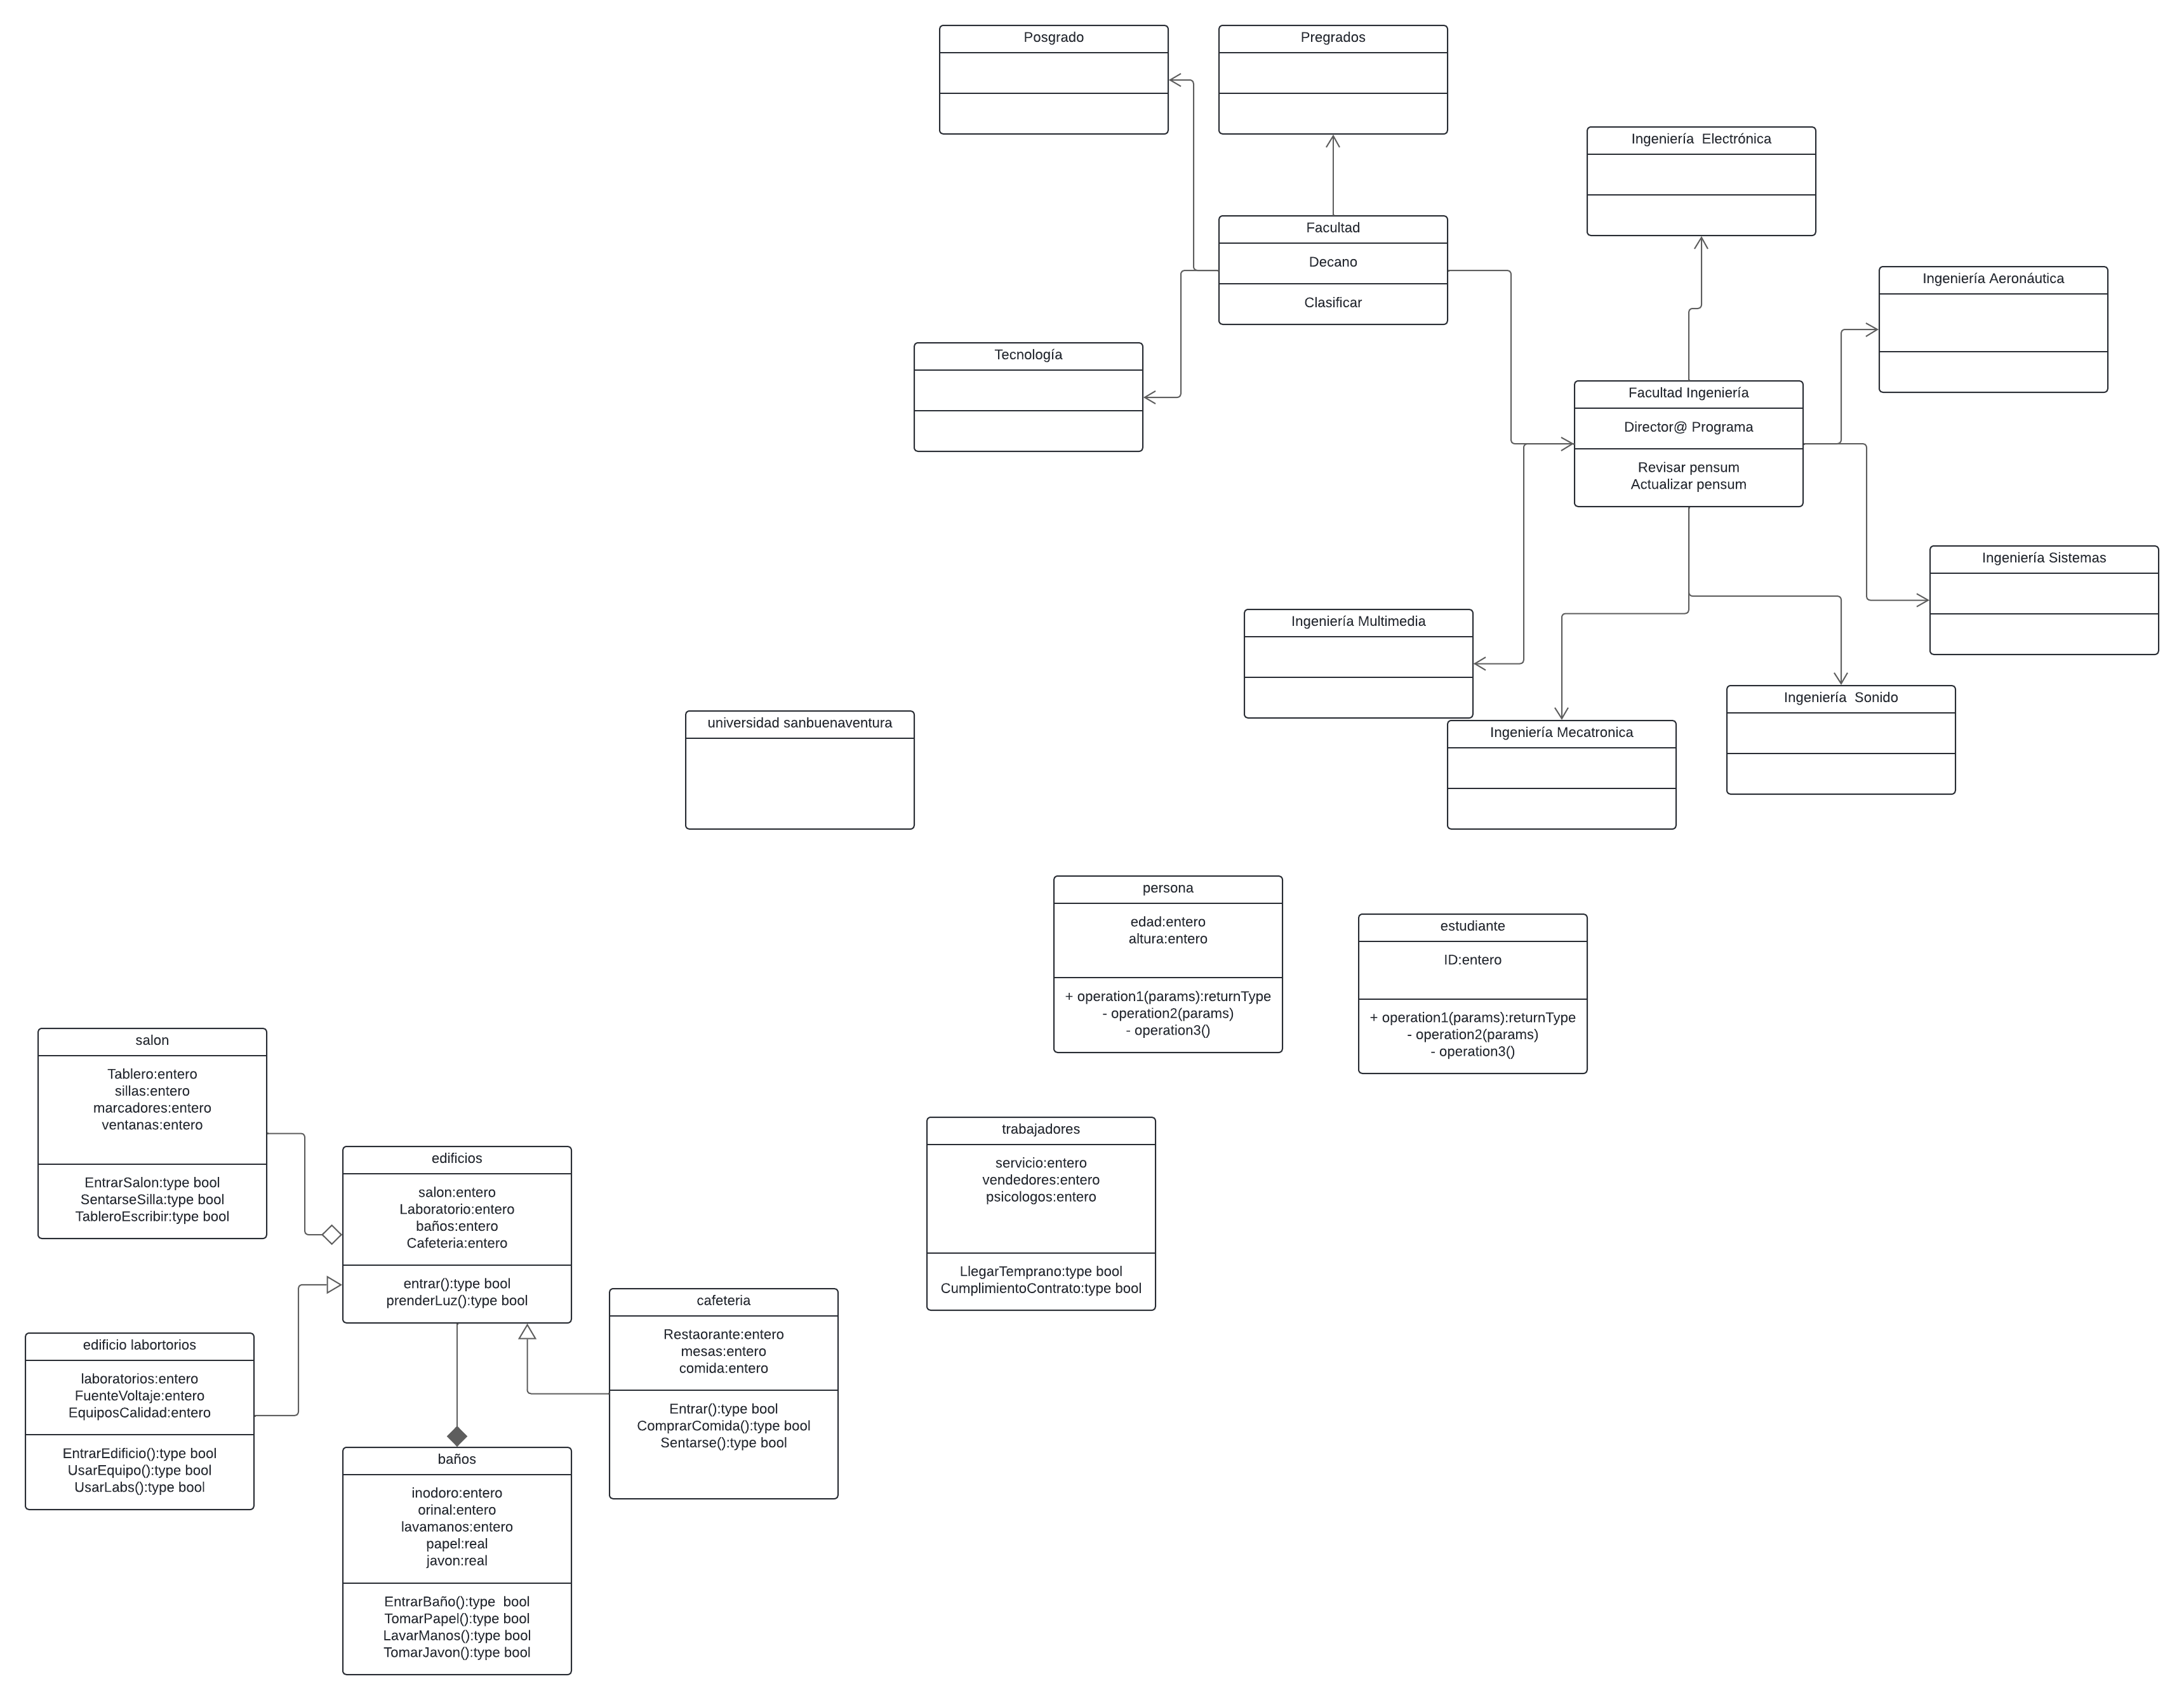 Posgrado
Pregrados
Ingeniería  Electrónica
Facultad
Decano
Clasificar
Ingeniería Aeronáutica
Tecnología
Facultad Ingeniería
Director@ Programa
Revisar pensum
Actualizar pensum
Ingeniería Sistemas
Ingeniería Multimedia
Ingeniería  Sonido
Ingeniería Mecatronica
universidad sanbuenaventura
persona
edad:entero
altura:entero
+ operation1(params):returnType
- operation2(params)
- operation3()
estudiante
ID:entero
+ operation1(params):returnType
- operation2(params)
- operation3()
salon
Tablero:entero
sillas:entero
marcadores:entero
ventanas:entero
EntrarSalon:type bool
SentarseSilla:type bool
TableroEscribir:type bool
edificios
salon:entero
Laboratorio:entero
baños:entero
Cafeteria:entero
entrar():type bool
prenderLuz():type bool
trabajadores
servicio:entero
vendedores:entero
psicologos:entero
LlegarTemprano:type bool
CumplimientoContrato:type bool
cafeteria
Restaorante:entero
mesas:entero
comida:entero
Entrar():type bool
ComprarComida():type bool
Sentarse():type bool
edificio labortorios
laboratorios:entero
FuenteVoltaje:entero
EquiposCalidad:entero
EntrarEdificio():type bool
UsarEquipo():type bool
UsarLabs():type bool
baños
inodoro:entero
orinal:entero
lavamanos:entero
papel:real
javon:real
EntrarBaño():type  bool
TomarPapel():type bool
LavarManos():type bool
TomarJavon():type bool